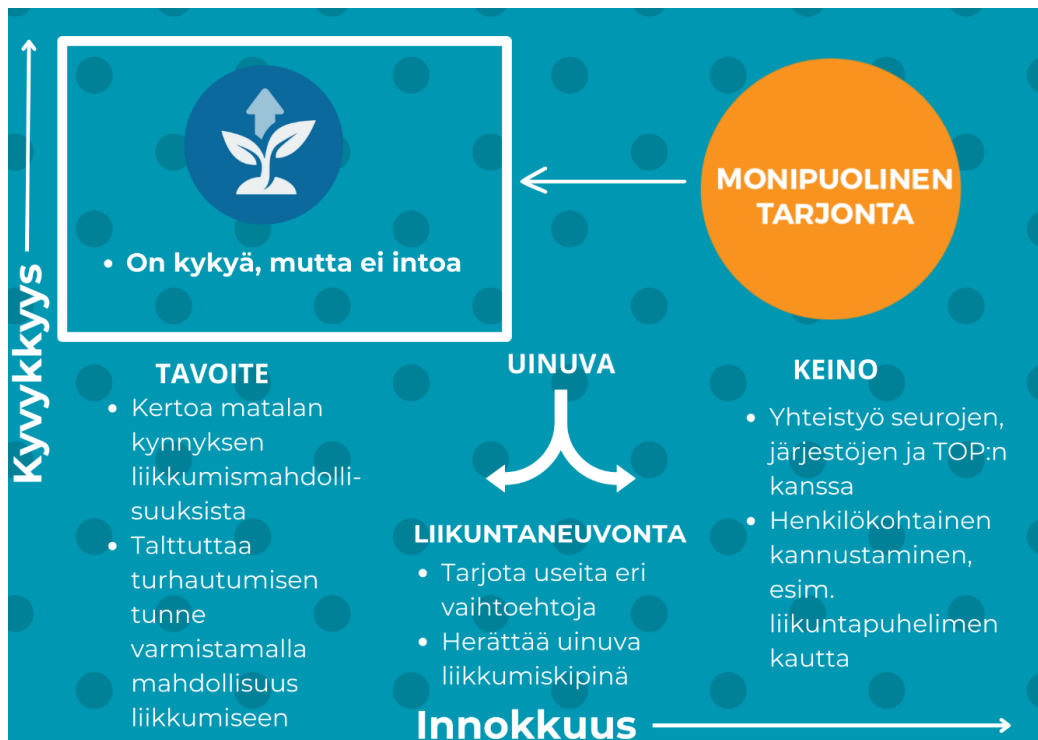 Kyvykkyys
• On kykyä, mutta ei intoa
MONIPUOLINEN
TARJONTA
TAVOITE
• Kertoa matalan
kynnyksen
liikkumismahdolli-
suuksista
• Talttuttaa
turhautumisen
tunne
varmistamalla
mahdollisuus
liikkumiseen
UINUVA
LIIKUNTANEUVONTA
• Tarjota useita eri
vaihtoehtoja
• Herättää uinuva
liikkumiskipinä
KEINO
• Yhteistyö seurojen,
järjestöjen ja TOP:n
kanssa
• Henkilökohtainen
kannustaminen,
esim.
liikuntapuhelimen
kautta
Innokkuus